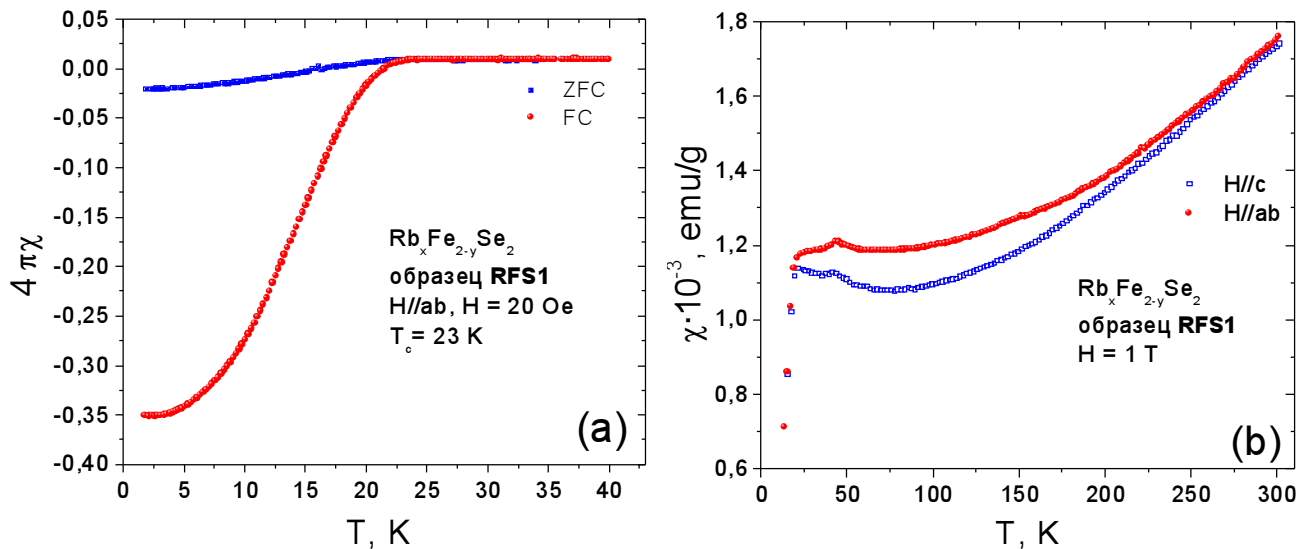 0,05
0,00
-0,05
-0,10
-0,15
-0,20
-0,25
-0,30
-0,35
-0,40
4πχ
0 5 10 15 20 25 30 35 40
T, K
ZFC
FC
RbxFe2-ySe2
образец RFS1
H//ab, H = 20 Oe
Tc= 23 K
(a)
1,8
1,6
1,4
1,2
1,0
0,8
0,6
χ·10-3, emu/g
0 50 100 150 200 250 300
T, K
H//c
H//ab
RbxFe2-ySe2
образец RFS1
H = 1 T
(b)